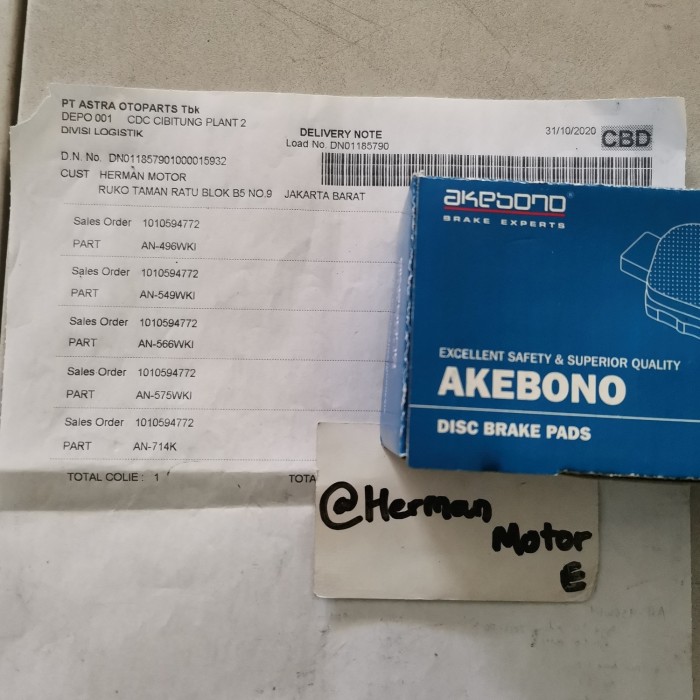 PT ASTRA OTOPARTS Tbk
DEPO 001 CDC CIBITUNG PLANT 2
DIVISI LOGISTIK
DELIVERY NOTE
Load No. DN01185790
31/10/2020 CBD
D.N. No. DN011857901000015932
CUST HERMAN MOTOR
RUKO TAMAN RATU BLOK B5 NO.9 JAKARTA BARAT
Sales Order 1010594772
PART AN-496WKI
Sales Order 1010594772
PART AN-549WKI
Sales Order 1010594772
PART AN-566WKI
Sales Order 1010594772
PART AN-575WKI
Sales Order 1010594772
PART AN-714K
TOTAL COLIE : 1
TOTA
akebono
BRAKE EXPERTS
EXCELLENT SAFETY & SUPERIOR QUALITY
AKEBONO
DISC BRAKE PADS
@Herman
Motor
E